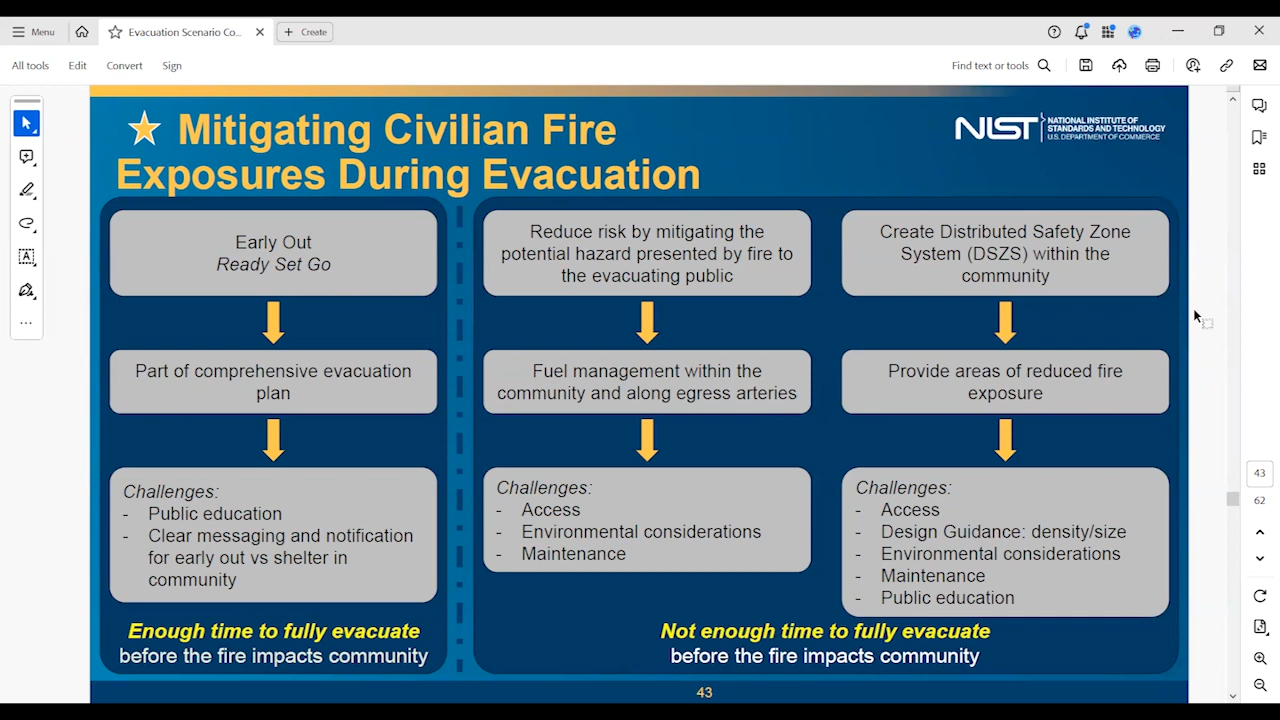 Menu
Evacuation Scenario Co...
Create
All tools
Edit
Convert
Sign
Find text or tools
Mitigating Civilian Fire
Exposures During Evacuation
NIST
NATIONAL INSTITUTE OF
STANDARDS AND TECHNOLOGY
U.S. DEPARTMENT OF COMMERCE
Early Out
Ready Set Go
Part of comprehensive evacuation
plan
Challenges:
- Public education
- Clear messaging and notification
for early out vs shelter in
community
Enough time to fully evacuate
before the fire impacts community
Reduce risk by mitigating the
potential hazard presented by fire to
the evacuating public
Fuel management within the
community and along egress arteries
Challenges:
- Access
- Environmental considerations
- Maintenance
Create Distributed Safety Zone
System (DSZS) within the
community
Provide areas of reduced fire
exposure
Challenges:
- Access
- Design Guidance: density/size
- Environmental considerations
- Maintenance
- Public education
Not enough time to fully evacuate
before the fire impacts community
43
43
62